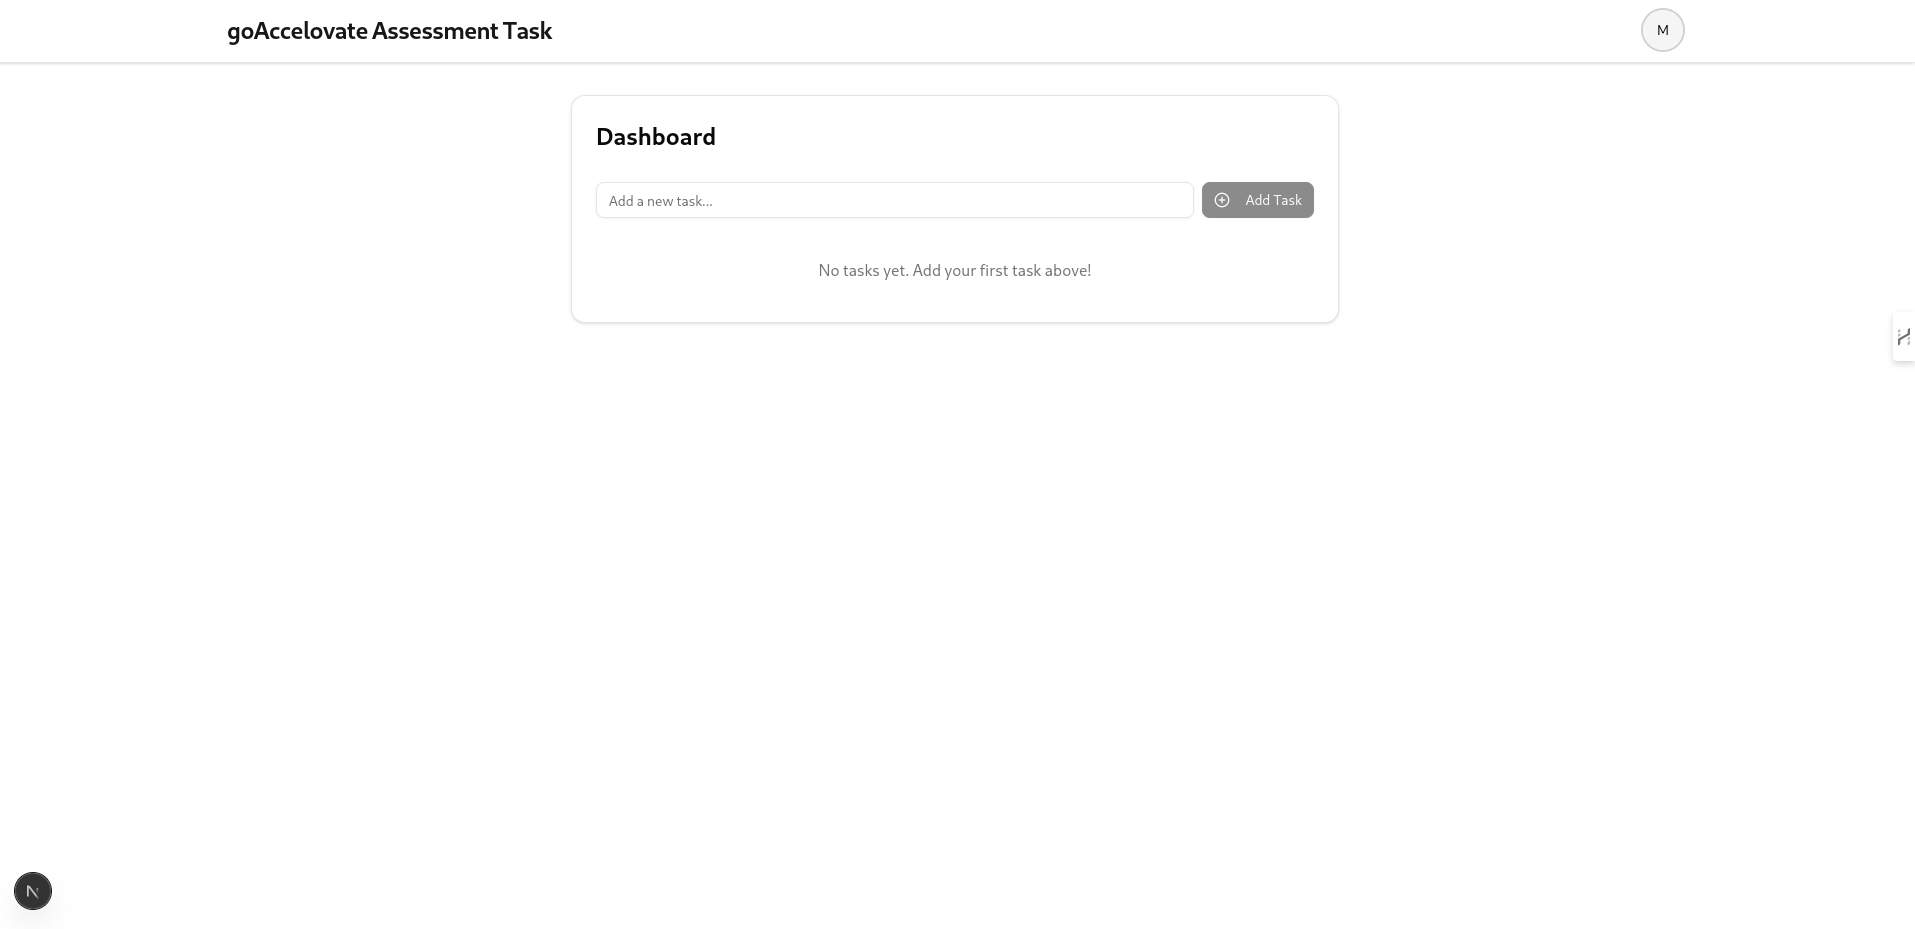 goAccelovate Assessment Task
M
Dashboard
Add a new task...
Add Task
No tasks yet. Add your first task above!
N